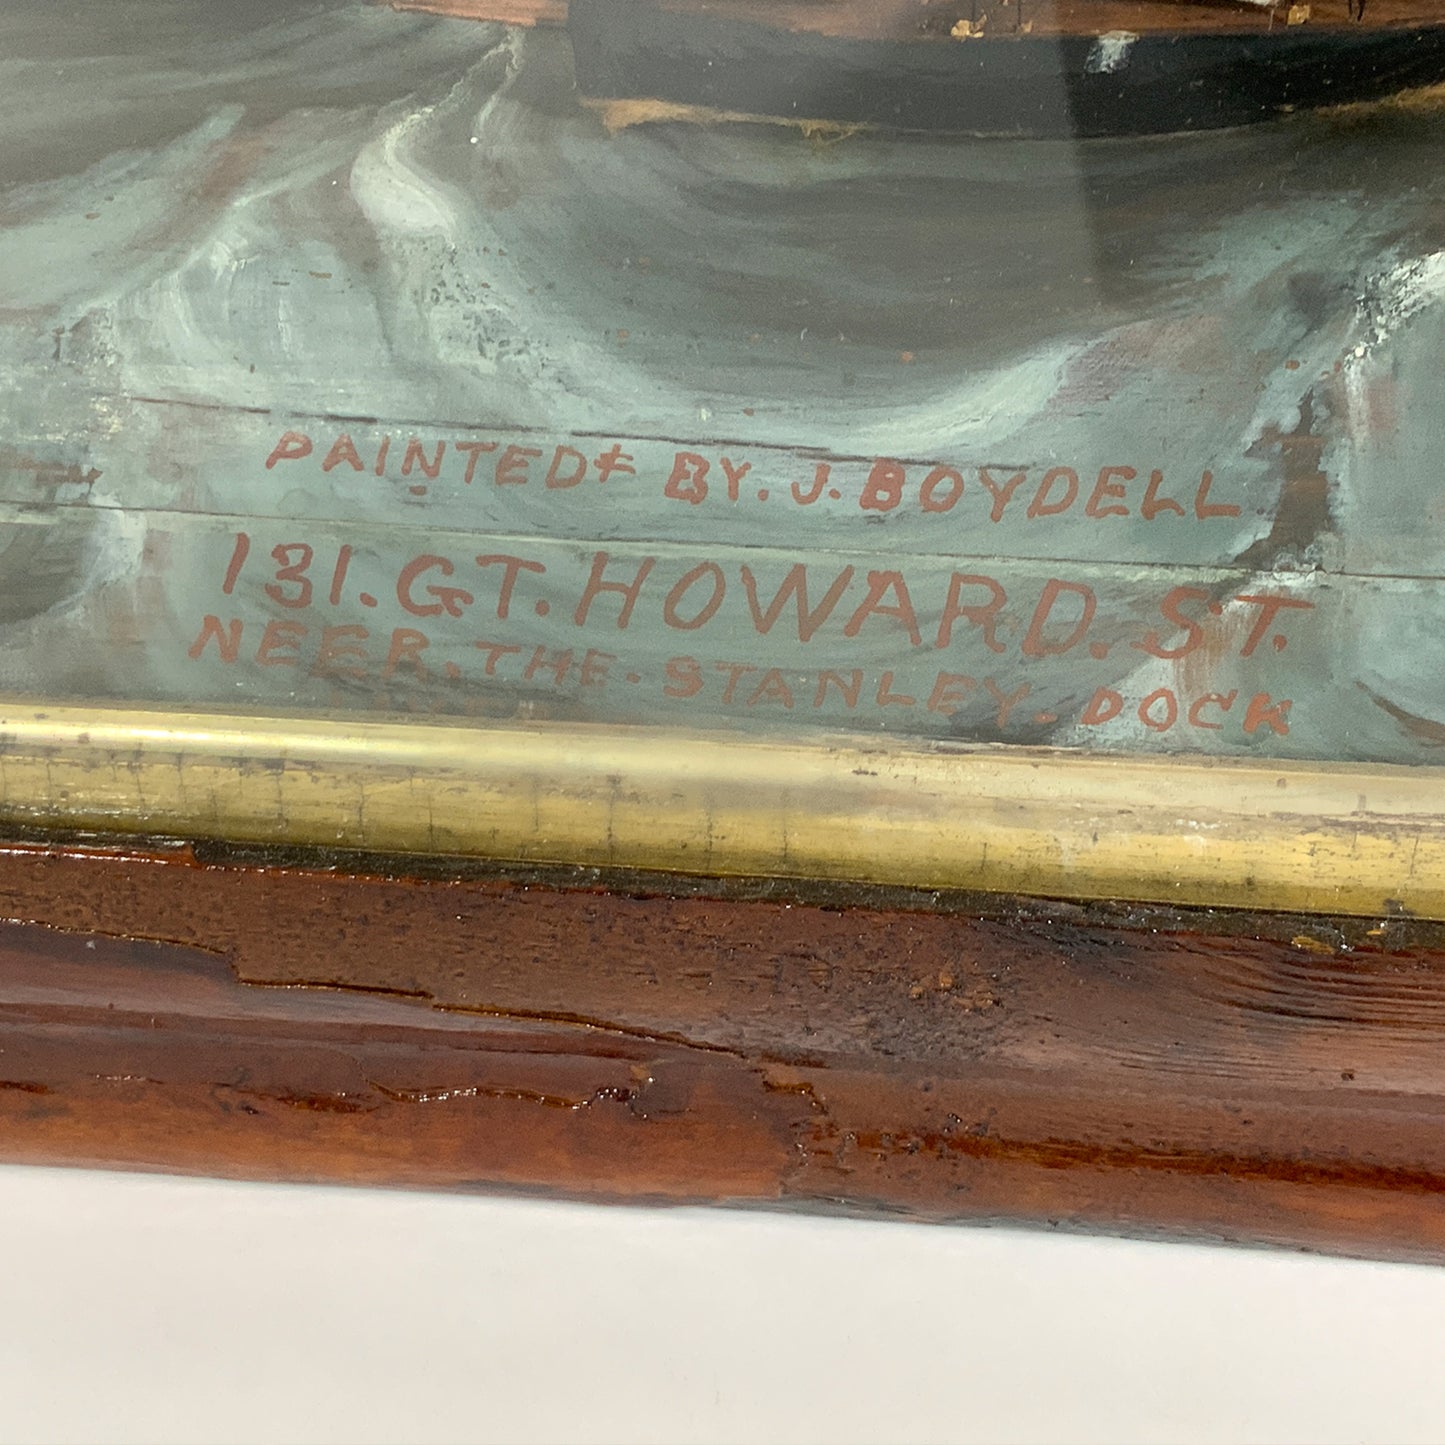 PAINTED BY. J. BOYDELL
131. GT. HOWARD. ST.
NEER. THE. STANLEY. DOCK